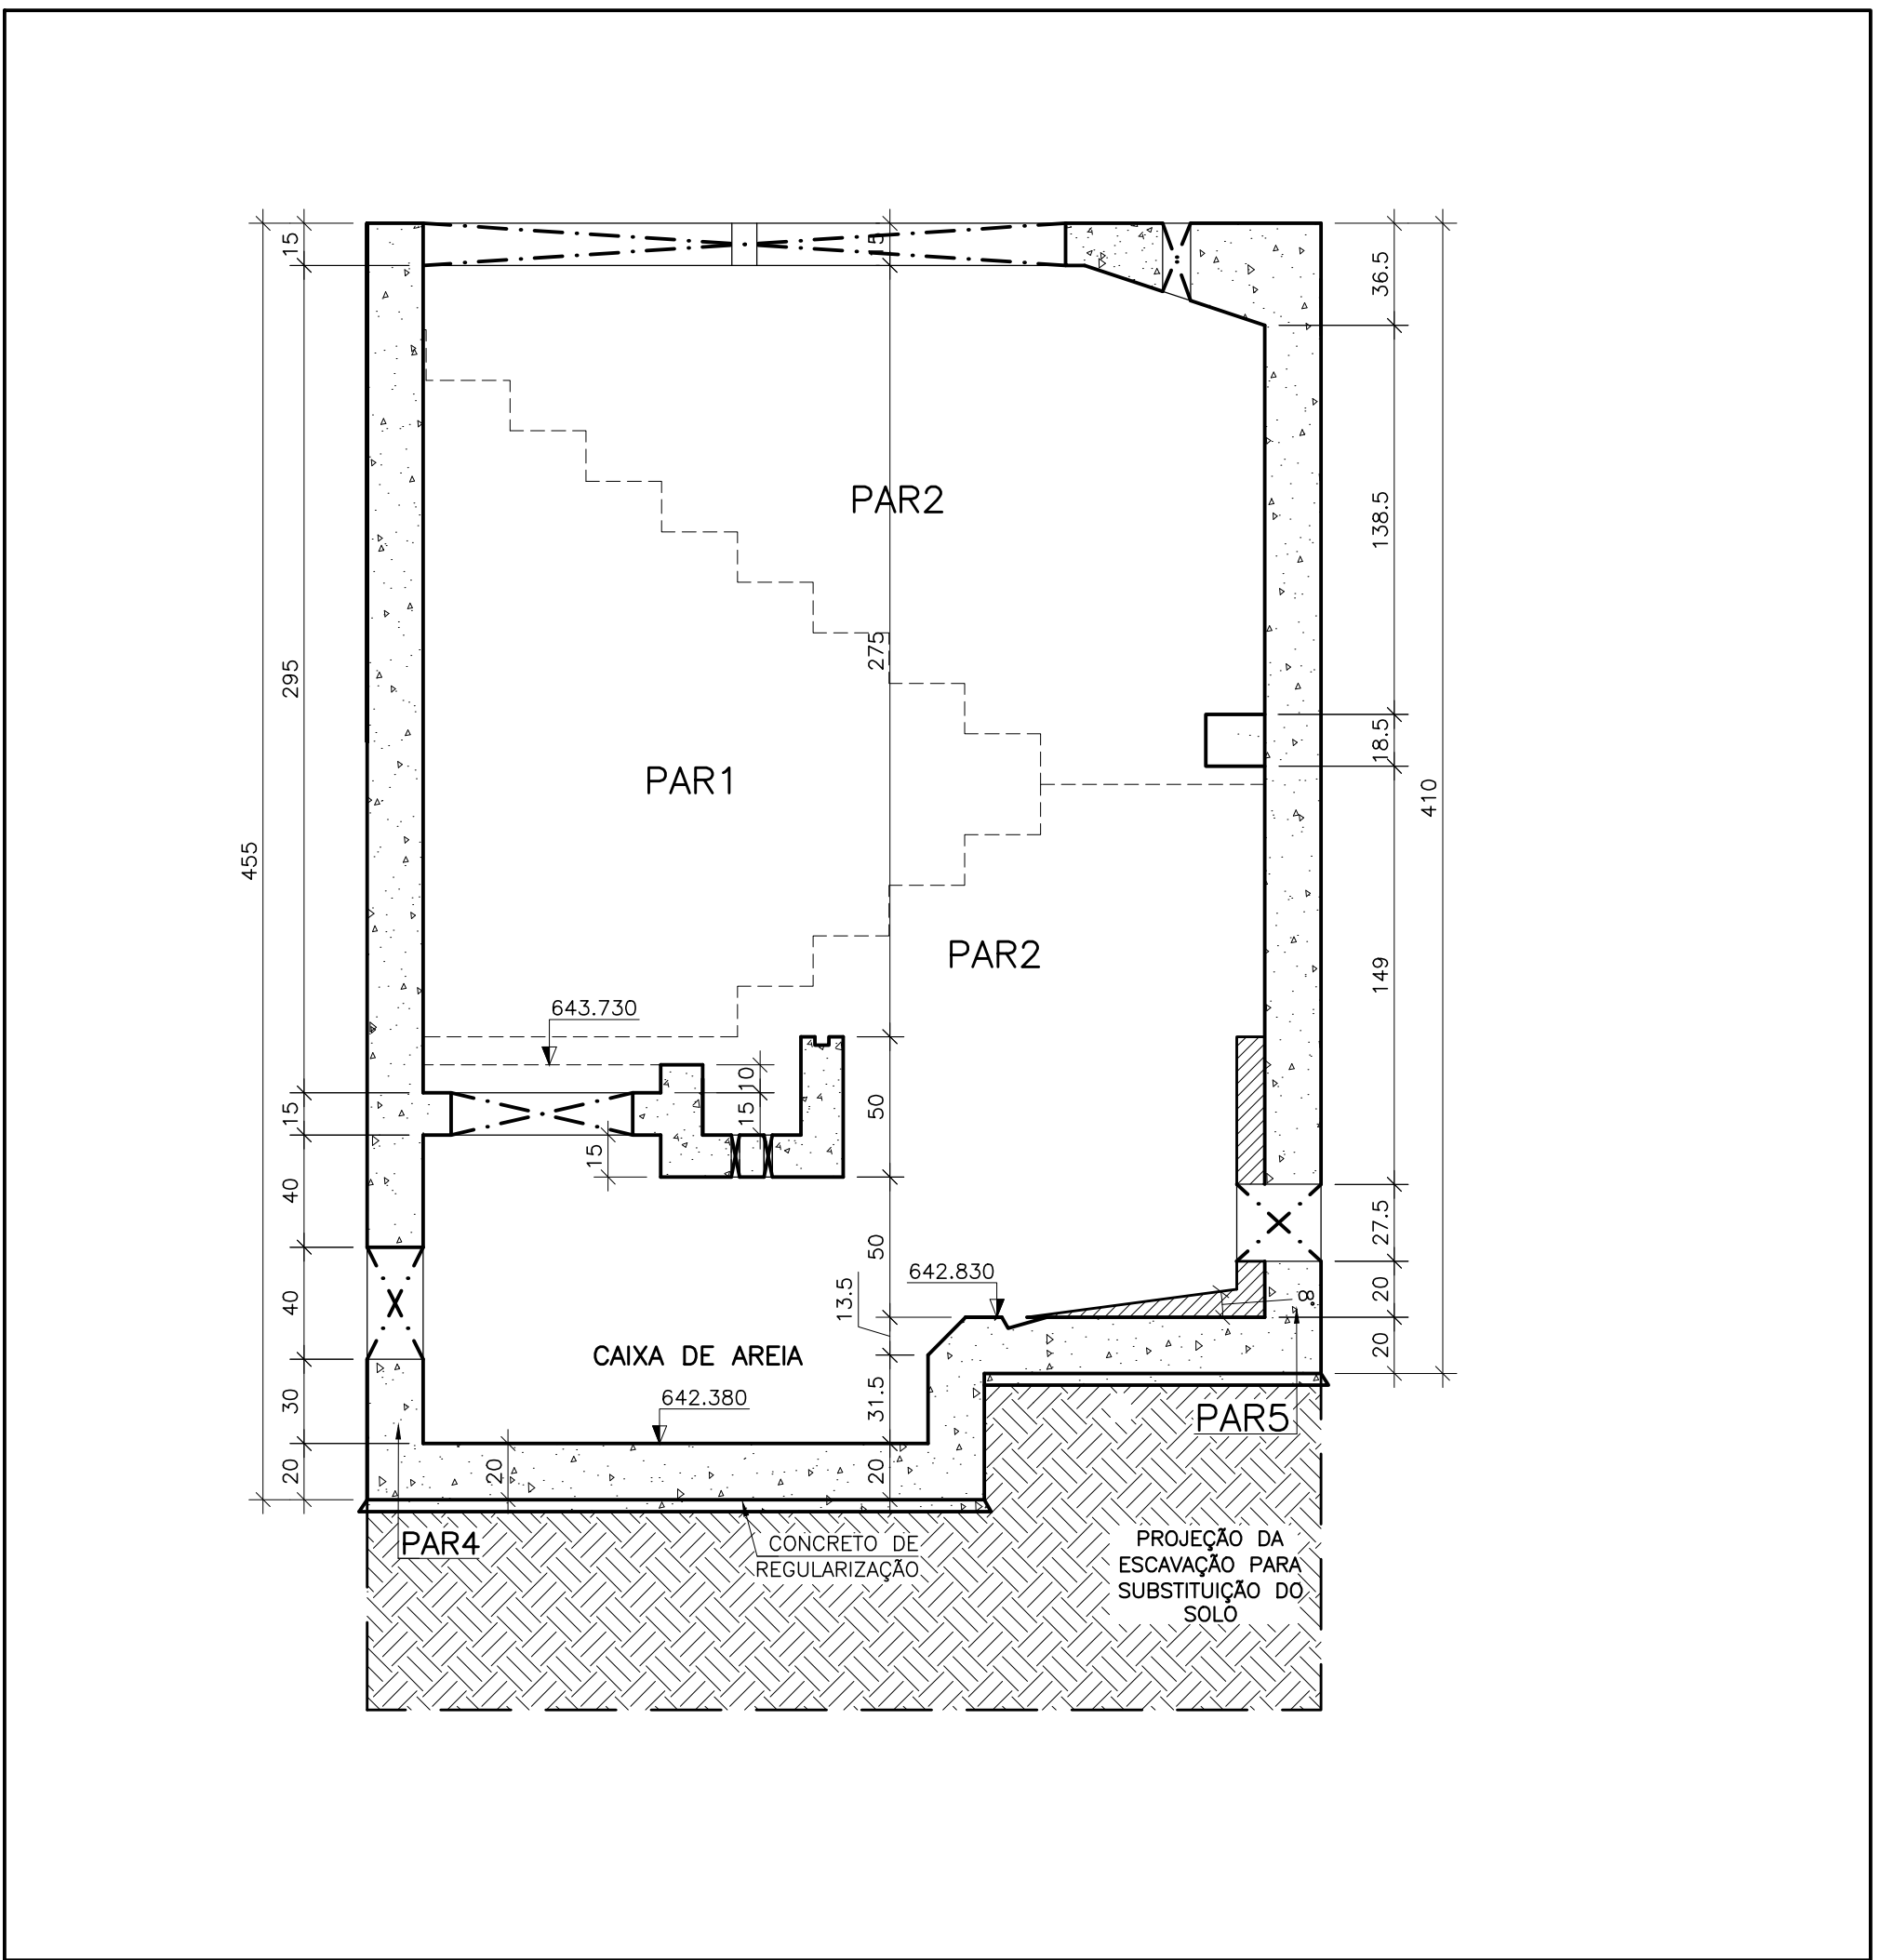 15
15
36.5
PAR2
138.5
275
295
18.5
PAR1
410
455
PAR2
149
643.730
10
15
50
15
15
40
27.5
50
642.830
13.5
20
8
40
CAIXA DE AREIA
20
642.380
31.5
30
PAR5
20
20
20
PAR4
CONCRETO DE
REGULARIZAÇÃO
PROJEÇÃO DA
ESCAVAÇÃO PARA
SUBSTITUIÇÃO DO
SOLO